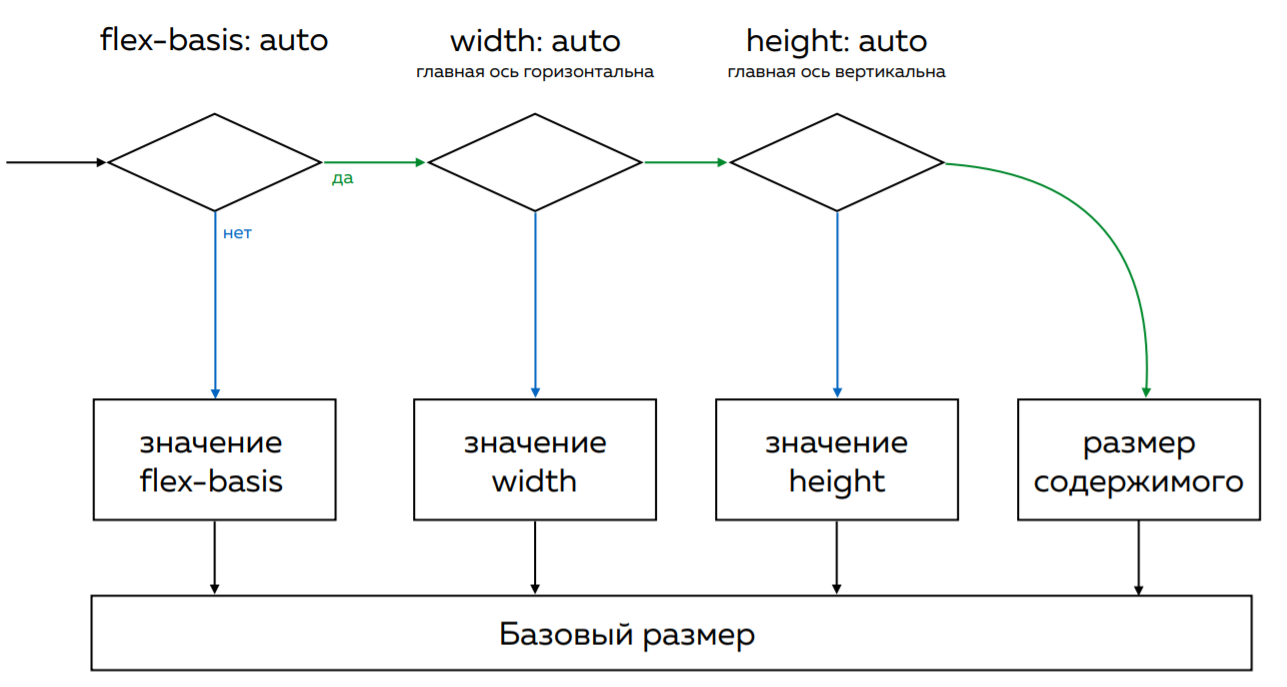 flex-basis: auto
width: auto
главная ось горизонтальна
height: auto
главная ось вертикальна
да
нет
значение
flex-basis
значение
width
значение
height
размер
содержимого
Базовый размер